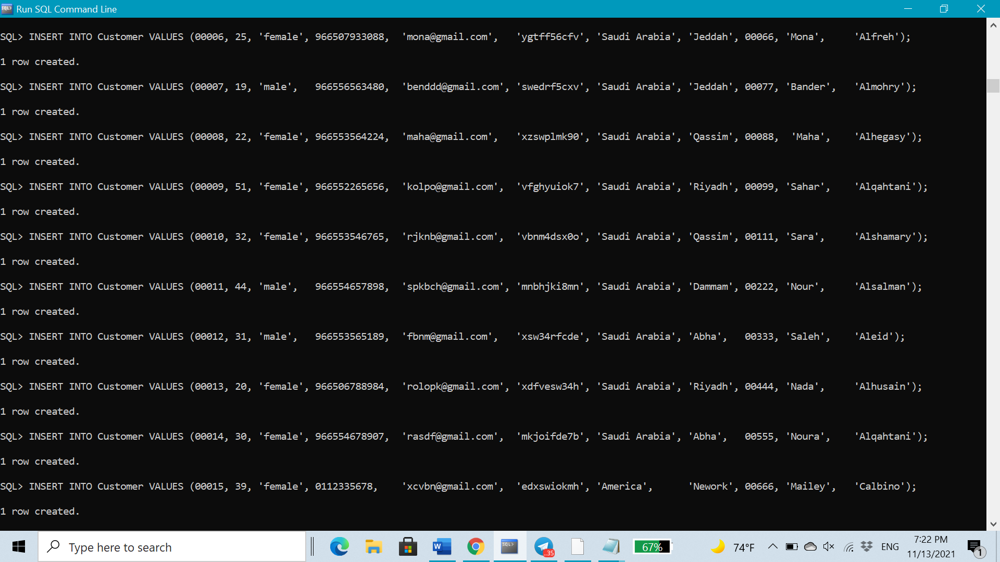 Run SQL Command Line
SQL> INSERT INTO Customer VALUES (00006, 25, 'female', 966507933088, 'mona@gmail.com', 'ygtff56cfv', 'Saudi Arabia', 'Jeddah', 00066, 'Mona', 'Alfreh');
1 row created.
SQL> INSERT INTO Customer VALUES (00007, 19, 'male', 966556563480, 'benddd@gmail.com', 'swedrf5cxv', 'Saudi Arabia', 'Jeddah', 00077, 'Bander', 'Almohry');
1 row created.
SQL> INSERT INTO Customer VALUES (00008, 22, 'female', 966553564224, 'maha@gmail.com', 'xzswplmk90', 'Saudi Arabia', 'Qassim', 00088, 'Maha', 'Alhegasy');
1 row created.
SQL> INSERT INTO Customer VALUES (00009, 51, 'female', 966552265656, 'kolpo@gmail.com', 'vfghyuiok7', 'Saudi Arabia', 'Riyadh', 00099, 'Sahar', 'Alqahtani');
1 row created.
SQL> INSERT INTO Customer VALUES (00010, 32, 'female', 966553546765, 'rjknb@gmail.com', 'vbnm4dsx0o', 'Saudi Arabia', 'Qassim', 00111, 'Sara', 'Alshamary');
1 row created.
SQL> INSERT INTO Customer VALUES (00011, 44, 'male', 966554657898, 'spkbch@gmail.com', 'mnbhjki8mn', 'Saudi Arabia', 'Dammam', 00222, 'Nour', 'Alsalman');
1 row created.
SQL> INSERT INTO Customer VALUES (00012, 31, 'male', 966553565189, 'fbnm@gmail.com', 'xsw34rfcde', 'Saudi Arabia', 'Abha', 00333, 'Saleh', 'Aleid');
1 row created.
SQL> INSERT INTO Customer VALUES (00013, 20, 'female', 966506788984, 'rolopk@gmail.com', 'xdfvesw34h', 'Saudi Arabia', 'Riyadh', 00444, 'Nada', 'Alhusain');
1 row created.
SQL> INSERT INTO Customer VALUES (00014, 30, 'female', 966554678907, 'rasdf@gmail.com', 'mkjoifde7b', 'Saudi Arabia', 'Abha', 00555, 'Noura', 'Alqahtani');
1 row created.
SQL> INSERT INTO Customer VALUES (00015, 39, 'female', 0112335678, 'xcvbn@gmail.com', 'edxswiokmh', 'America', 'Nework', 00666, 'Mailey', 'Calbino');
1 row created.
Type here to search
..35
67%
74°F
ENG
7:22 PM
11/13/2021
1